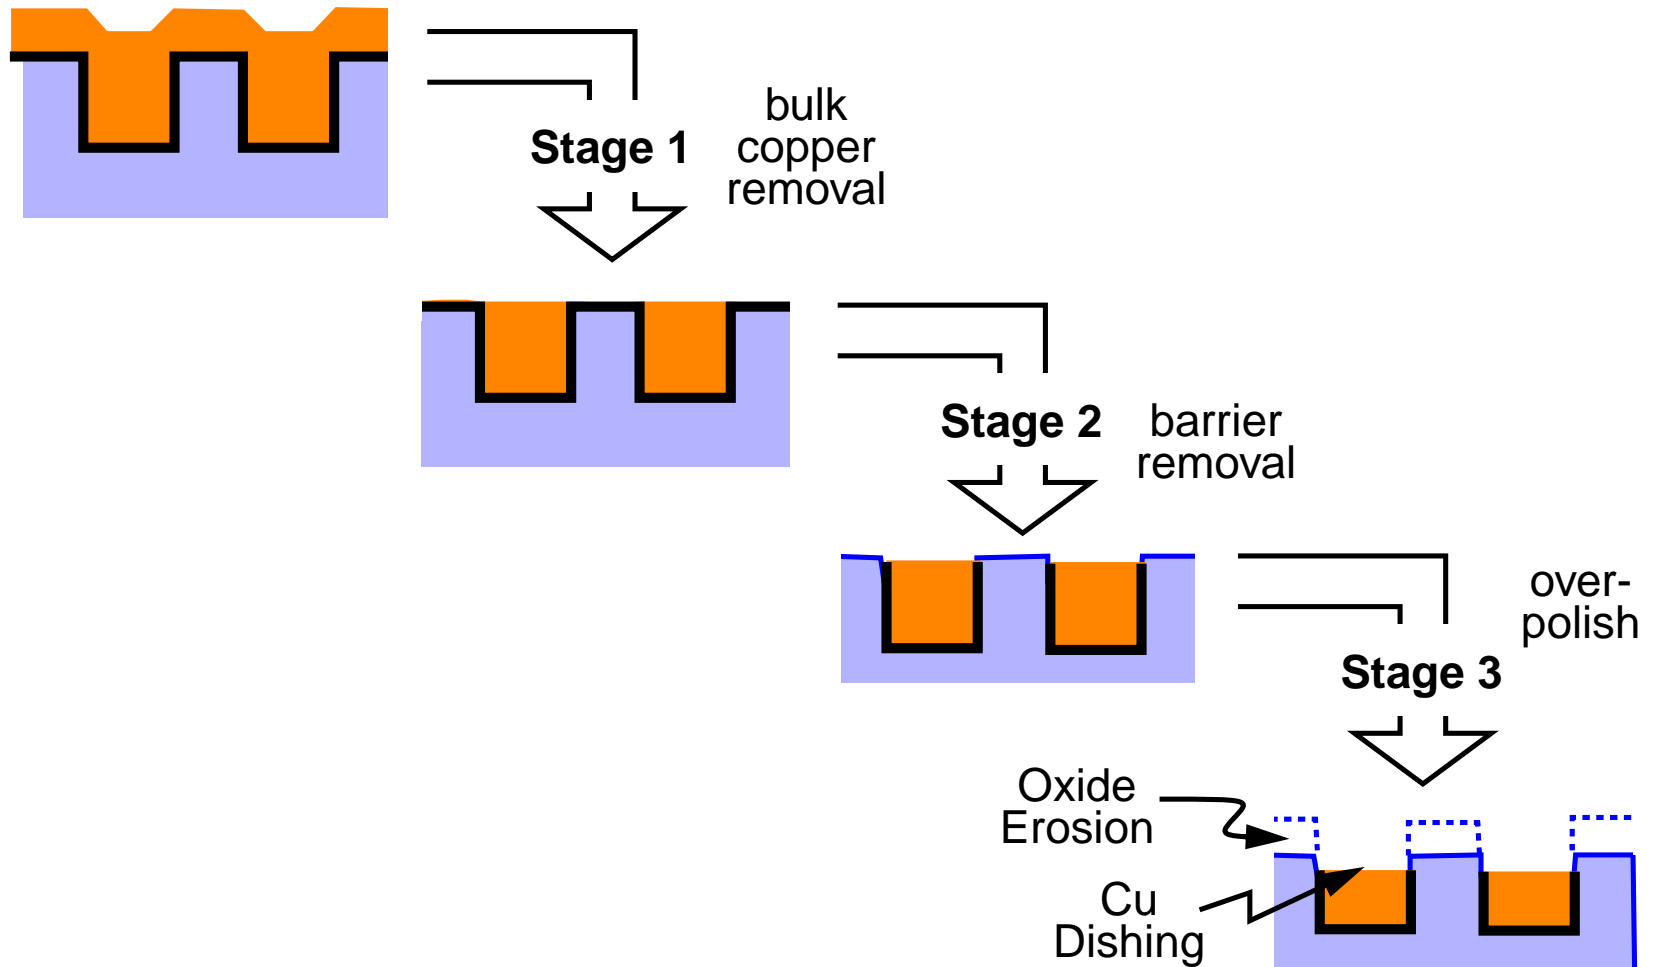 bulk
copper
removal
Stage 1
barrier
removal
Stage 2
over-
polish
Stage 3
Oxide
Erosion
Cu
Dishing